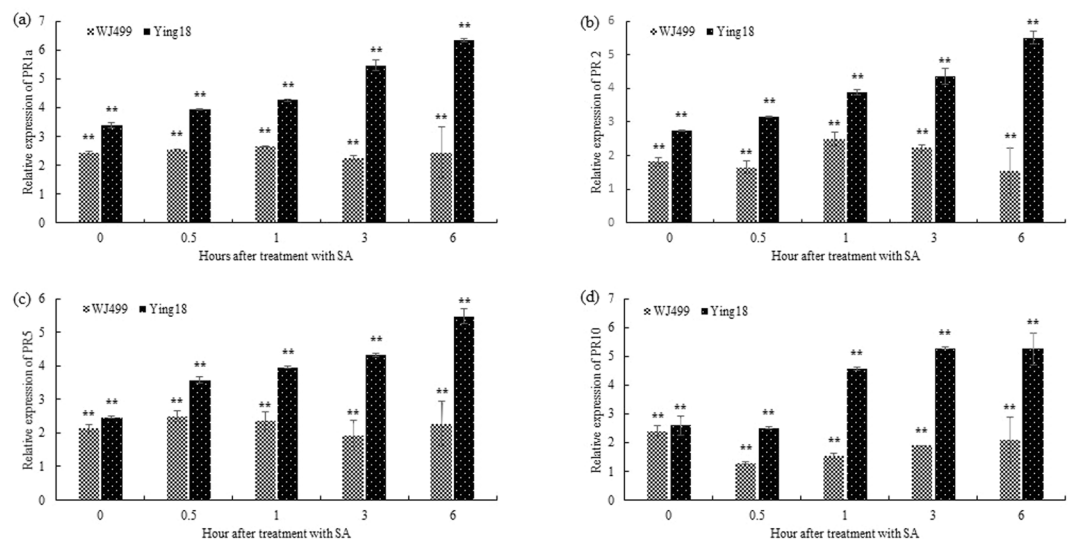 (a)
Relative expression of PR1a
7
6
5
4
3
2
1
0
WJ499 Ying18
** ** ** ** ** ** ** ** ** **
0 0.5 1 3 6
Hours after treatment with SA
(b)
Relative expression of PR 2
6
5
4
3
2
1
0
WJ499 Ying18
** ** ** ** ** ** ** ** ** **
0 0.5 1 3 6
Hour after treatment with SA
(c)
Relative expression of PR5
6
5
4
3
2
1
0
WJ499 Ying18
** ** ** ** ** ** ** ** ** **
0 0.5 1 3 6
Hour after treatment with SA
(d)
Relative expression of PR10
7
6
5
4
3
2
1
0
WJ499 Ying18
** ** ** ** ** ** ** ** ** **
0 0.5 1 3 6
Hour after treatment with SA